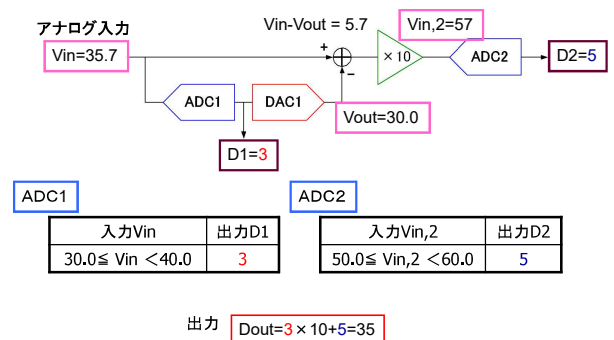 アナログ入力
Vin=35.7
Vin-Vout = 5.7
Vin,2=57
+
-
×10
ADC2
D2=5
ADC1
DAC1
Vout=30.0
D1=3
ADC1
入力Vin 出力D1
30.0≦ Vin <40.0 3
ADC2
入力Vin,2 出力D2
50.0≦ Vin,2 <60.0 5
出力 Dout=3×10+5=35